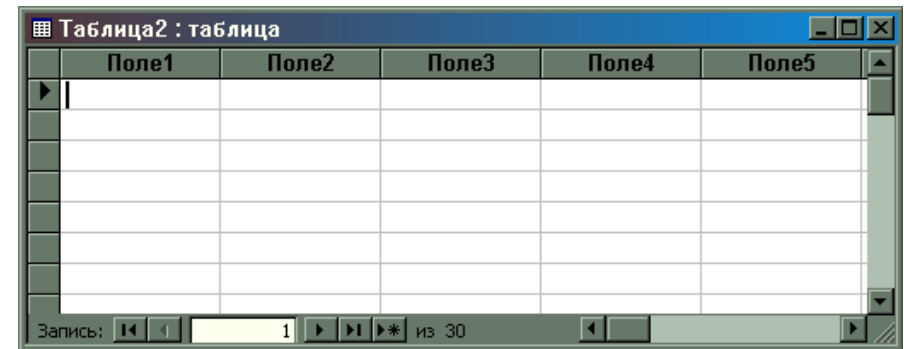 Таблица2 : таблица
Поле1 Поле2 Поле3 Поле4 Поле5
Запись: 1 из 30